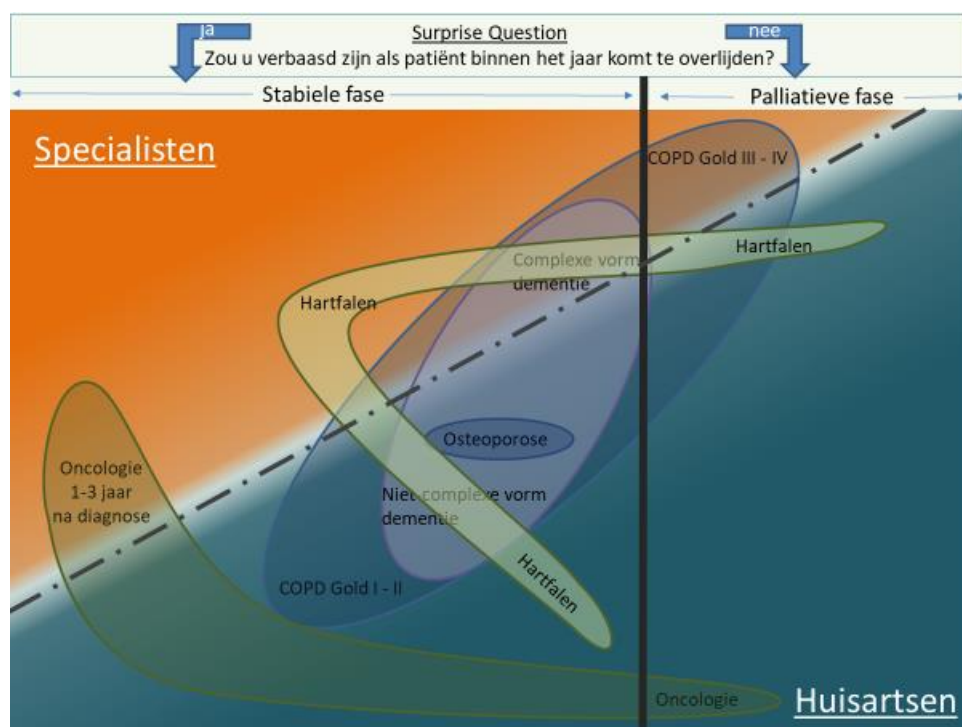 ja
Surprise Question
nee
Zou u verbaasd zijn als patiënt binnen het jaar komt te overlijden?
Stabiele fase
Palliatieve fase
Specialisten
COPD Gold III - IV
Hartfalen
Complexe vorm
dementie
Hartfalen
Osteoporose
Oncologie
1-3 jaar
na diagnose
Niet-complexe vorm
dementie
Hartfalen
COPD Gold I - II
Oncologie
Huisartsen